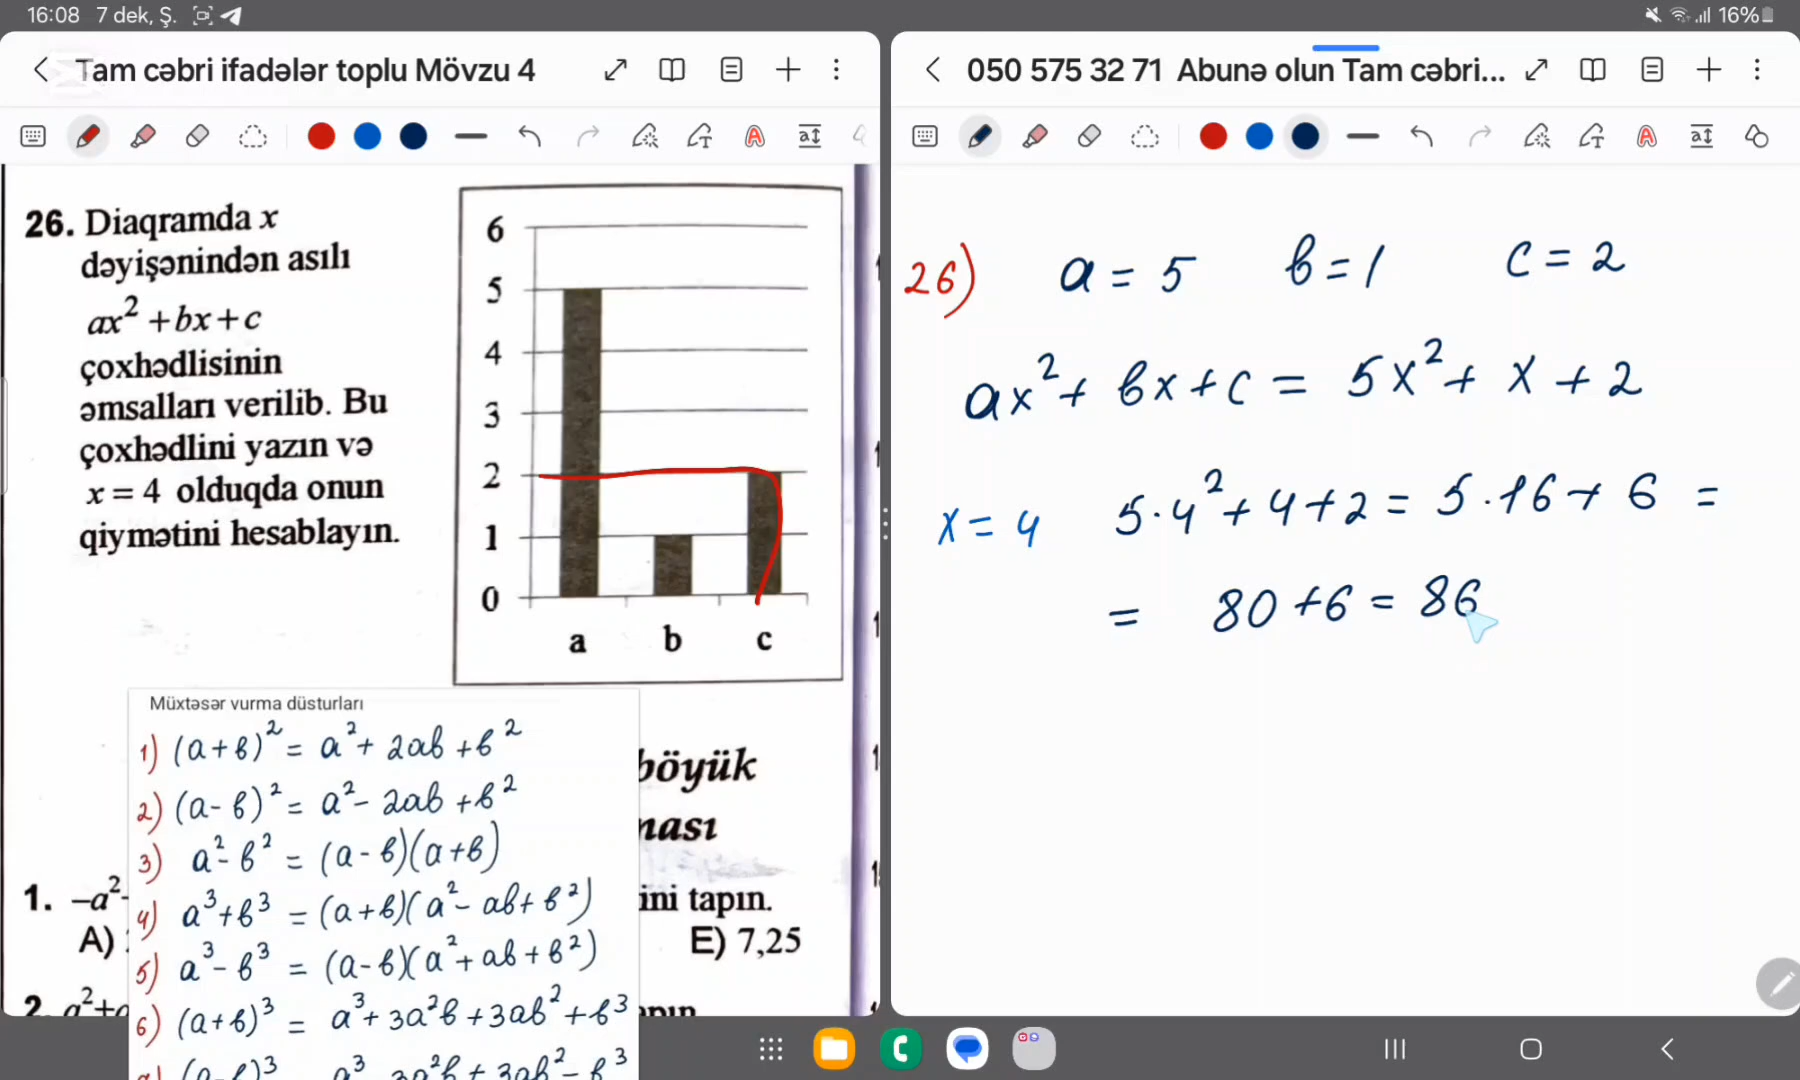 16:08 7 dek, Ş.
16%
Tam cəbri ifadələr toplu Mövzu 4
050 575 32 71 Abunə olun Tam cəbri...
26. Diaqramda x
dəyişənindən asılı
ax² + bx + c
çoxhədlisinin
əmsalları verilib. Bu
çoxhədlini yazın və
x = 4 olduqda onun
qiymətini hesablayın.
6
5
4
3
2
1
0
a b c
Müxtəsər vurma düsturları
1) (a+b)² = a² + 2ab + b²
2) (a-b)² = a² - 2ab + b²
3) a² - b² = (a-b)(a+b)
4) a³ + b³ = (a+b)(a² - ab + b²)
5) a³ - b³ = (a-b)(a² + ab + b²)
6) (a+b)³ = a³ + 3a²b + 3ab² + b³
böyük
ması
1. –a²-
ini tapın.
A)
E) 7,25
2. a²+
26) a = 5 b = 1 c = 2
ax² + bx + c = 5x² + x + 2
x = 4 5·4² + 4 + 2 = 5·16 + 6 =
= 80 + 6 = 86